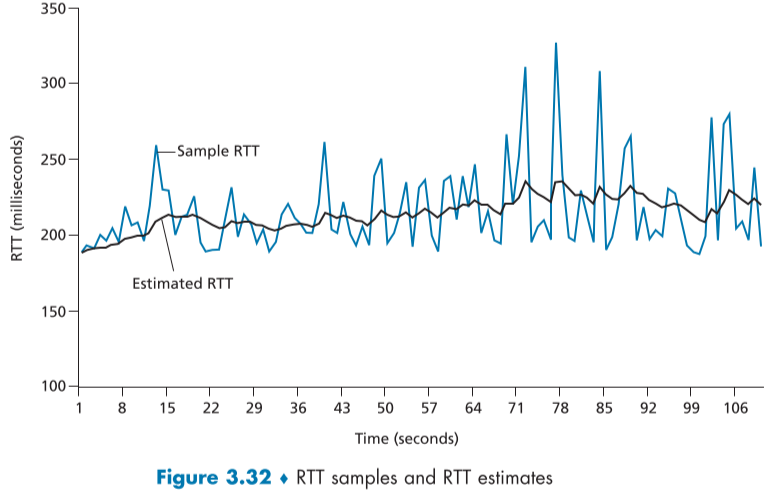 350
300
250
200
150
100
RTT (milliseconds)
Sample RTT
Estimated RTT
1 8 15 22 29 36 43 50 57 64 71 78 85 92 99 106
Time (seconds)
Figure 3.32 ♦ RTT samples and RTT estimates